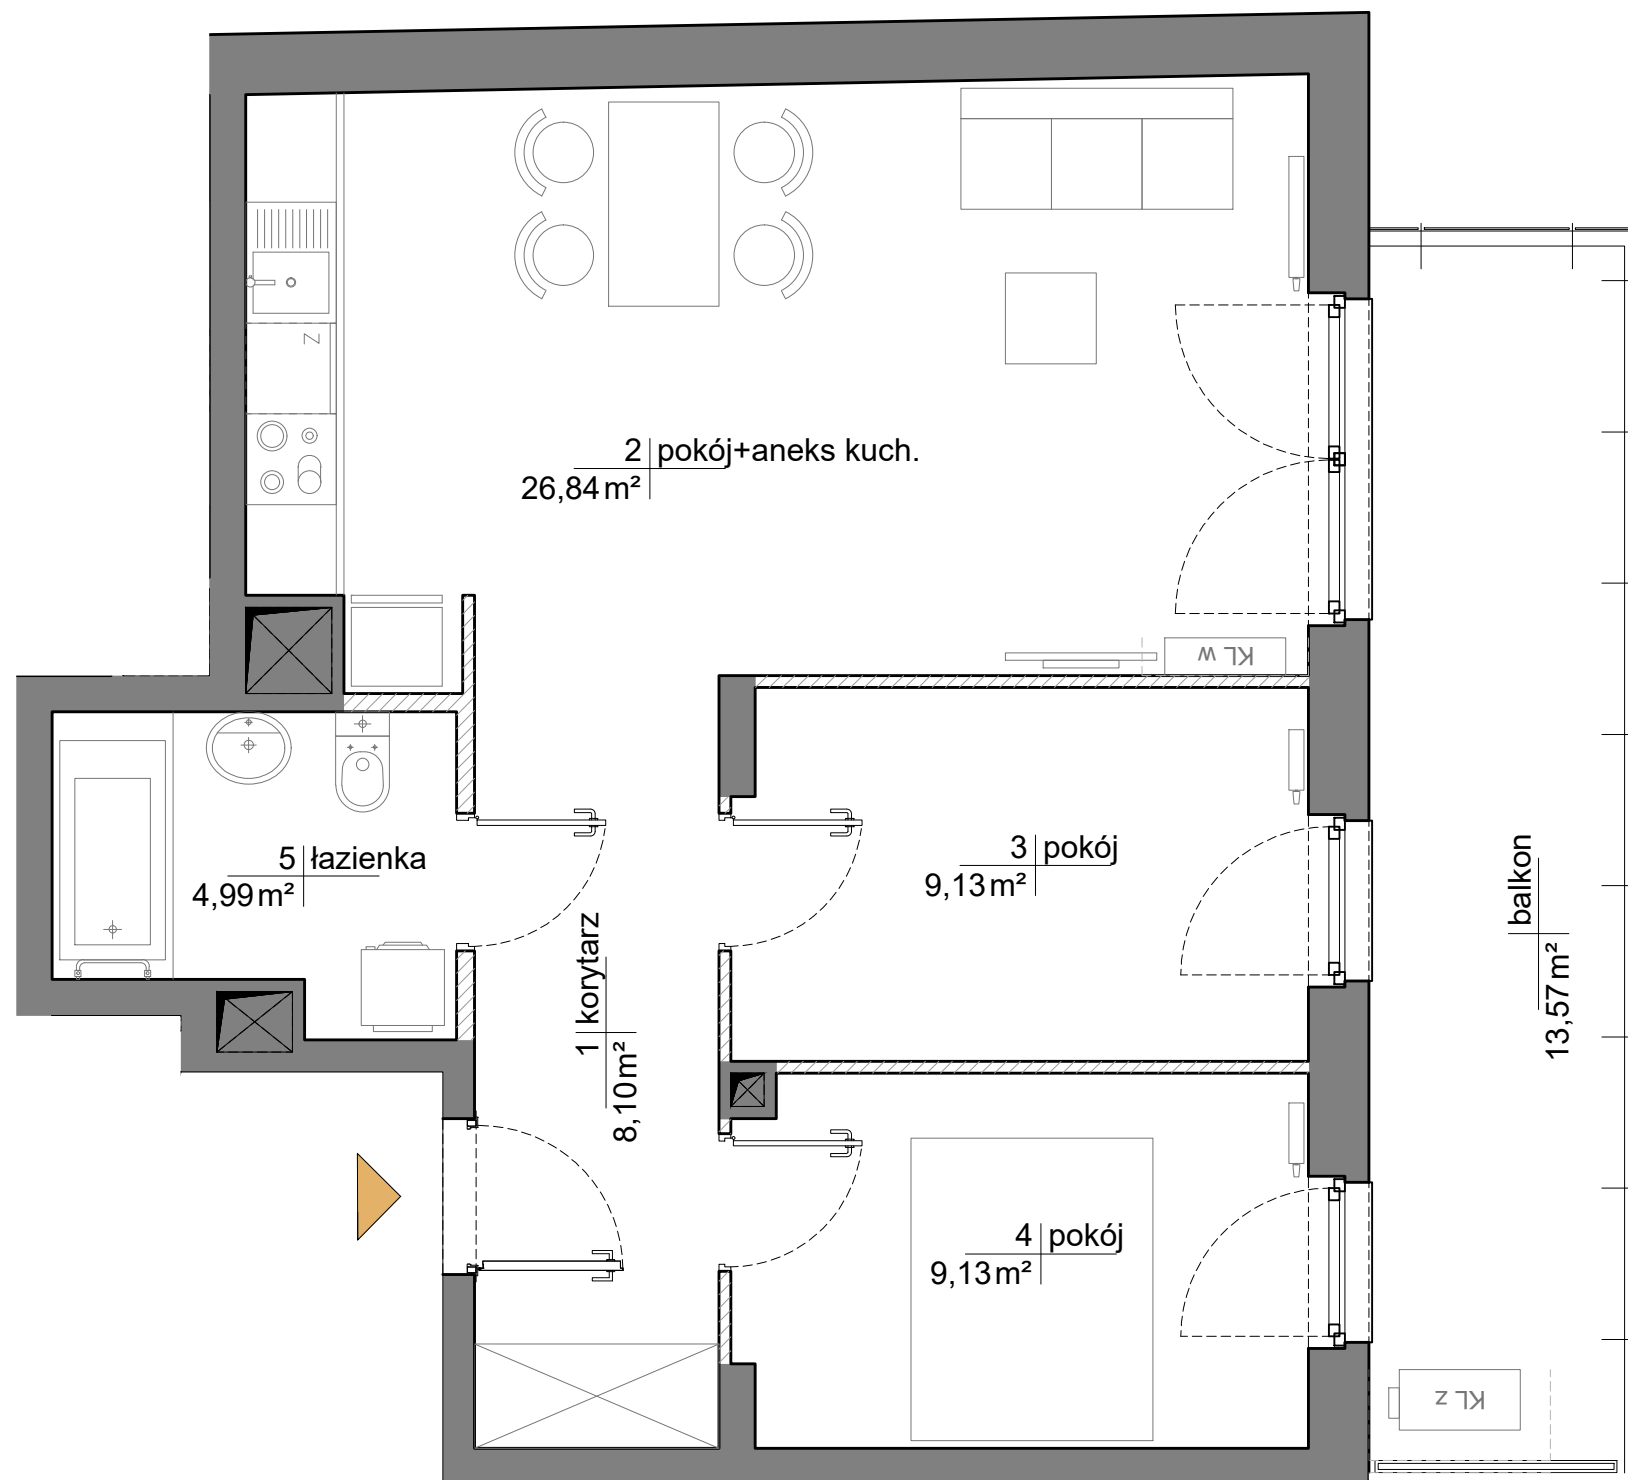 Z
2 pokój+aneks kuch.
26,84 m²
KL w
5 łazienka
4,99 m²
3 pokój
9,13 m²
1 korytarz
8,10 m²
balkon
13,57 m²
4 pokój
9,13 m²
KL z